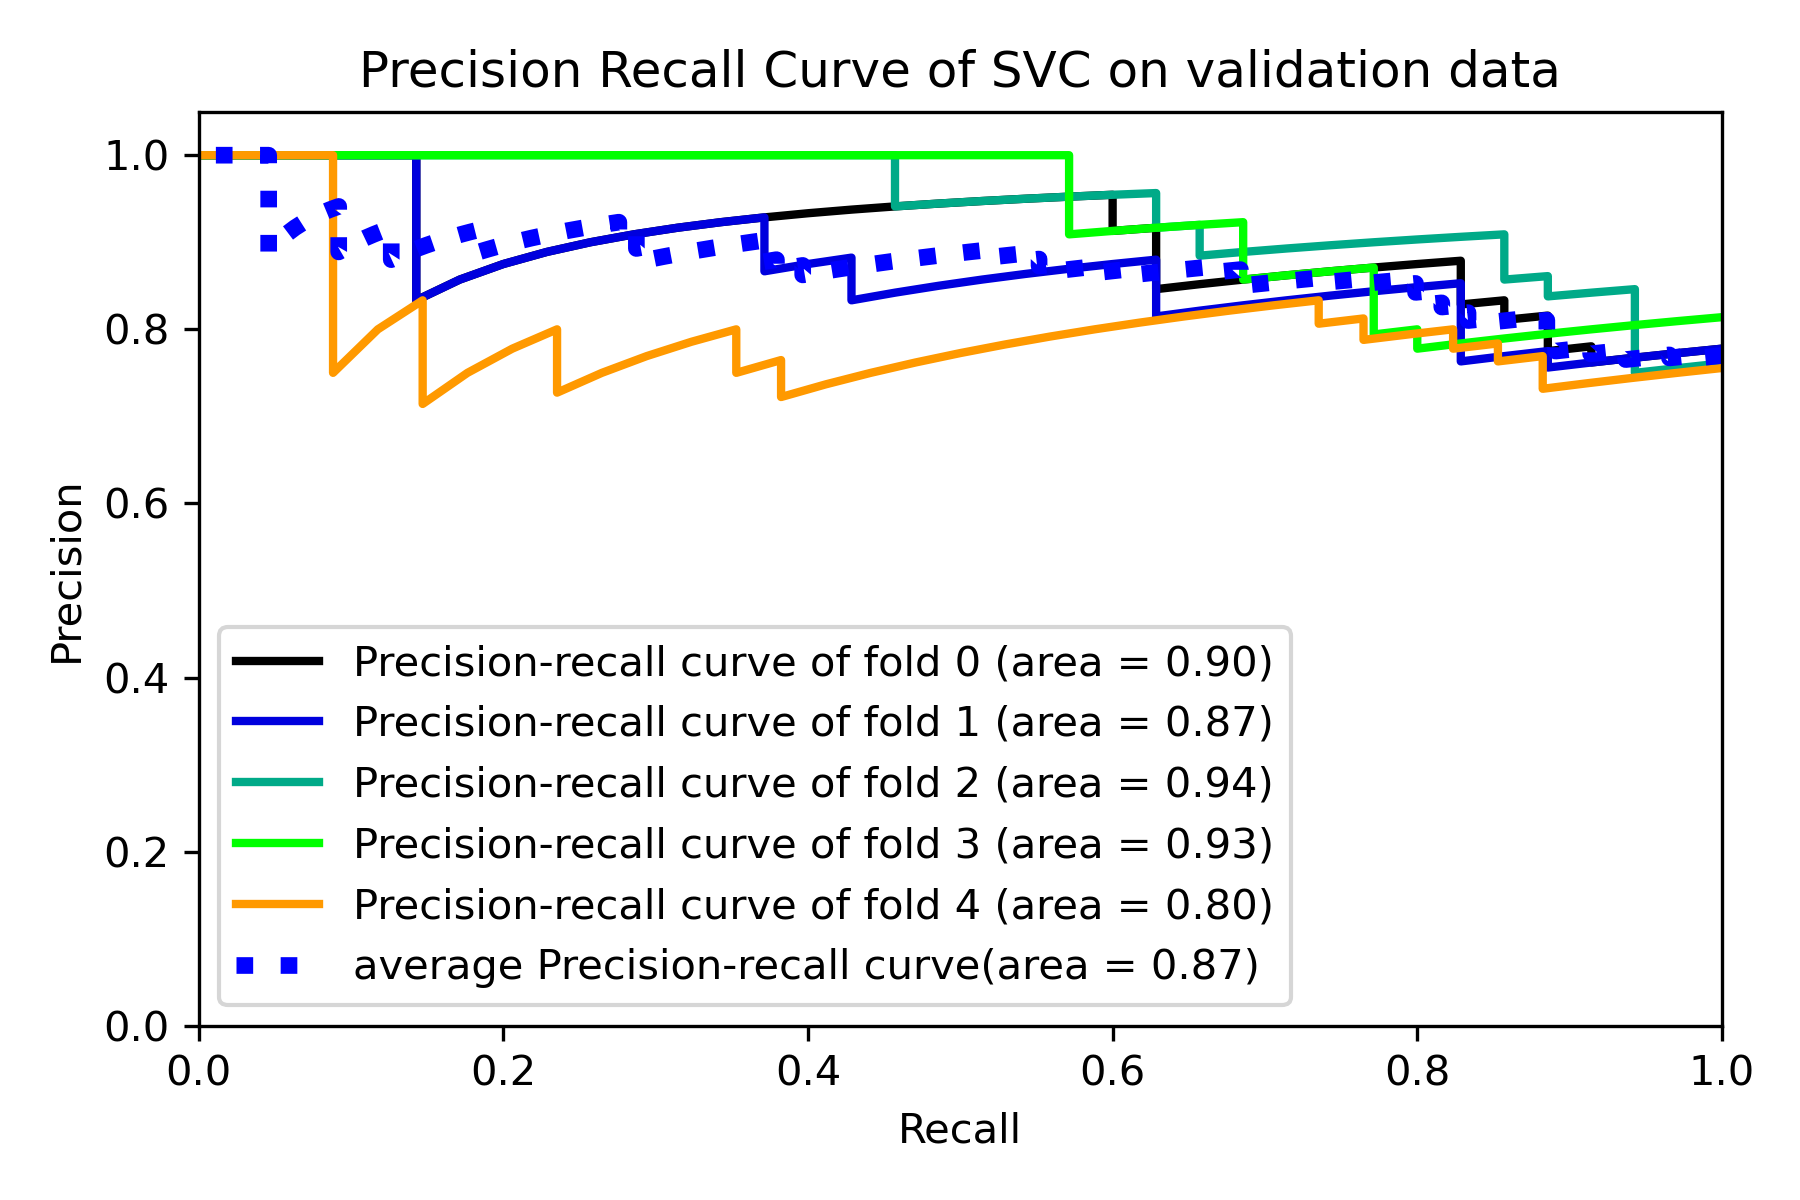 Precision Recall Curve of SVC on validation data
1.0
0.8
0.6
0.4
0.2
0.0
Precision
Precision-recall curve of fold 0 (area = 0.90)
Precision-recall curve of fold 1 (area = 0.87)
Precision-recall curve of fold 2 (area = 0.94)
Precision-recall curve of fold 3 (area = 0.93)
Precision-recall curve of fold 4 (area = 0.80)
average Precision-recall curve(area = 0.87)
0.0 0.2 0.4 0.6 0.8 1.0
Recall